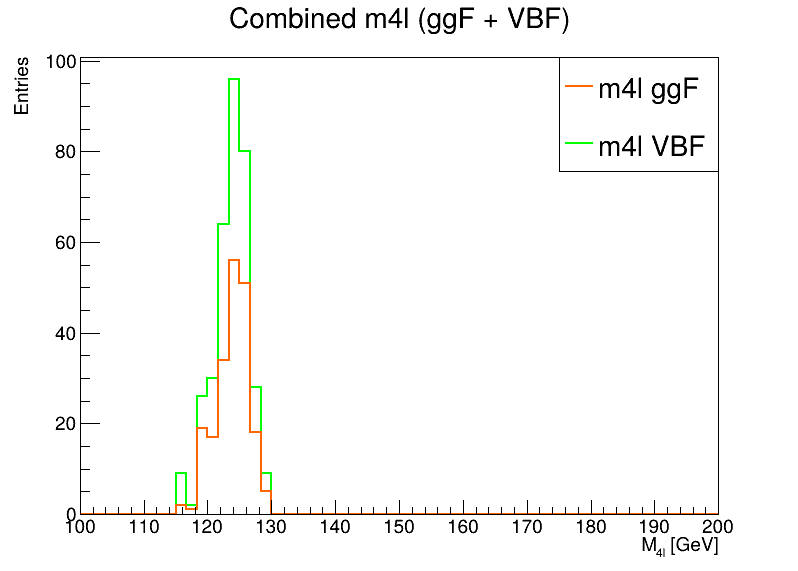 Combined m4l (ggF + VBF)
Entries
m4l ggF
m4l VBF
100
80
60
40
20
0
100 110 120 130 140 150 160 170 180 190 200
M4l [GeV]